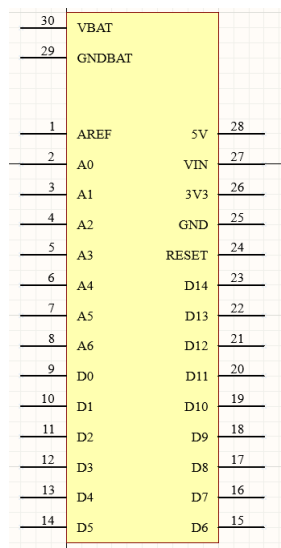 30 VBAT
29 GNDBAT
1 AREF 5V 28
2 A0 VIN 27
3 A1 3V3 26
4 A2 GND 25
5 A3 RESET 24
6 A4 D14 23
7 A5 D13 22
8 A6 D12 21
9 D0 D11 20
10 D1 D10 19
11 D2 D9 18
12 D3 D8 17
13 D4 D7 16
14 D5 D6 15